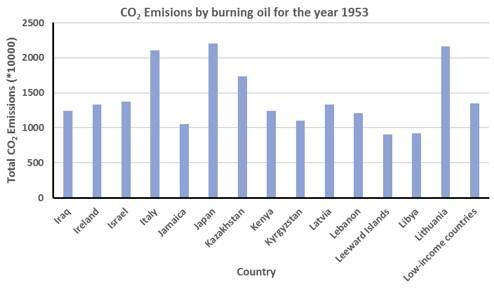 CO2 Emisions by burning oil for the year 1953
Total CO2 Emissions (*10000)
2500
2000
1500
1000
500
0
Iraq
Ireland
Israel
Italy
Jamaica
Japan
Kazakhstan
Kenya
Kyrgyzstan
Latvia
Lebanon
Leeward Islands
Libya
Lithuania
Low-income countries
Country